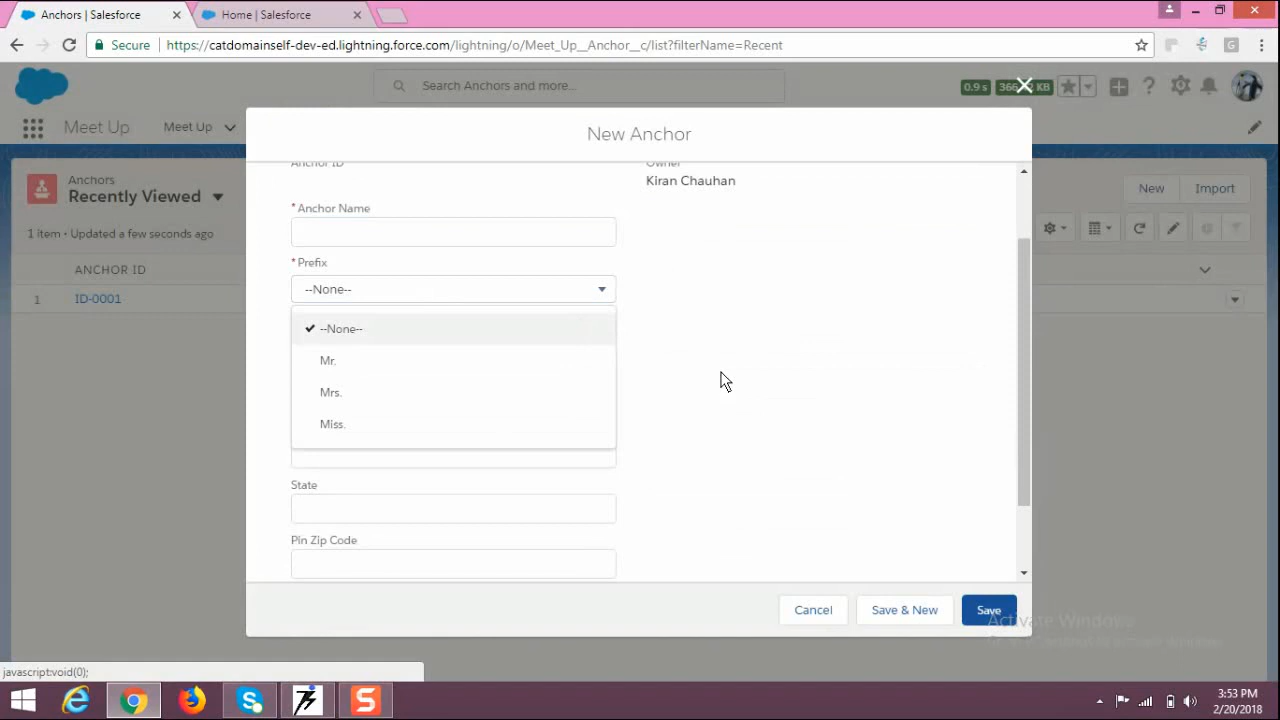 Anchors | Salesforce
Home | Salesforce
Secure
https://catdomainself-dev-ed.lightning.force.com/lightning/o/Meet_Up__Anchor__c/list?filterName=Recent
Search Anchors and more...
0.9 s
KB
Meet Up
Meet Up
New Anchor
Anchors
Recently Viewed
New
Import
1 item • Updated a few seconds ago
ANCHOR ID
1
ID-0001
Anchor ID
Owner
Kiran Chauhan
* Anchor Name
* Prefix
--None--
--None--
Mr.
Mrs.
Miss.
State
Pin Zip Code
Cancel
Save & New
Save
Activate Windows
javascript:void(0);
3:53 PM
2/20/2018